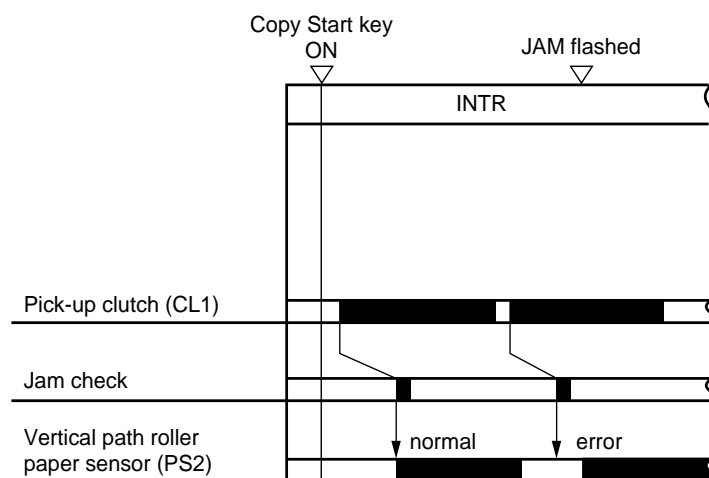 Copy Start key
ON
JAM flashed
INTR
Pick-up clutch (CL1)
Jam check
Vertical path roller
paper sensor (PS2)
normal
error